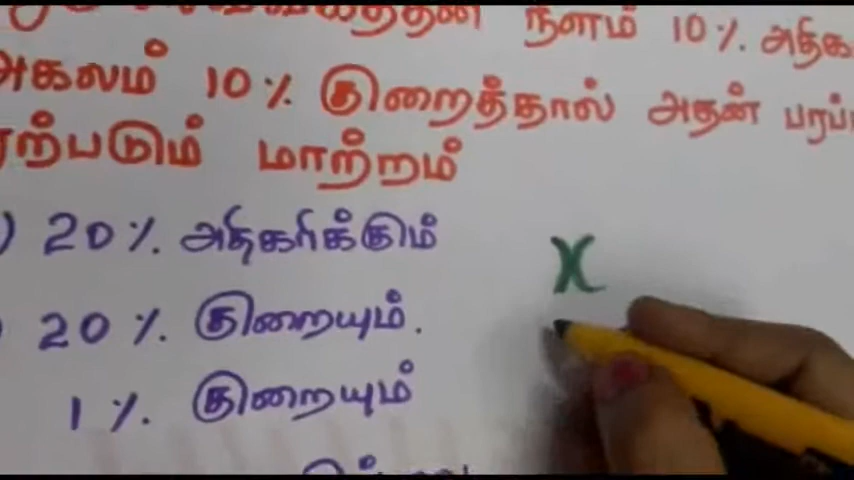 நீளம் 10%. அதிக
அகலம் 10% குறைத்தால் அதன் பரப்
ஏற்படும் மாற்றம்
) 20%. அதிகரிக்கும்
20%. குறையும்.
1%. குறையும்
X